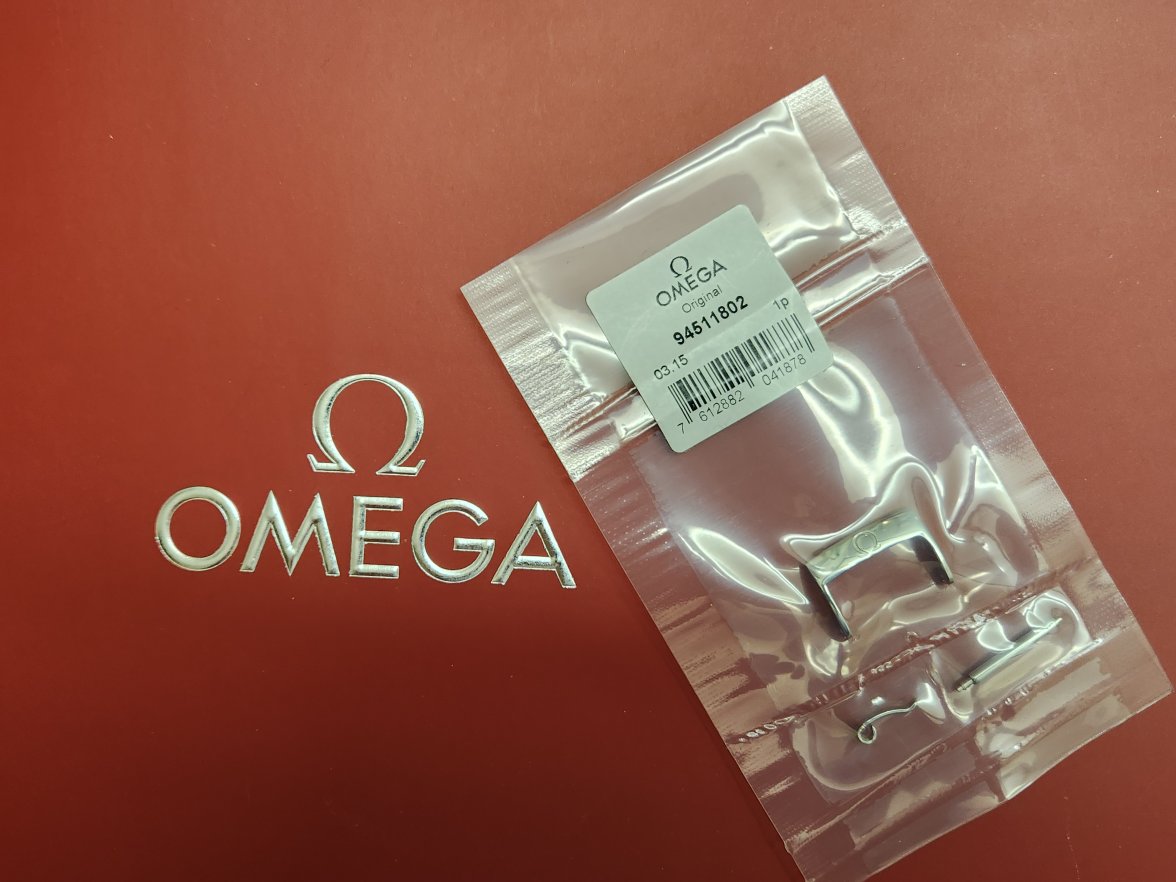 Ω
OMEGA
Ω
OMEGA
Original
94511802
1p
03.15
7 612882 041878
Ω